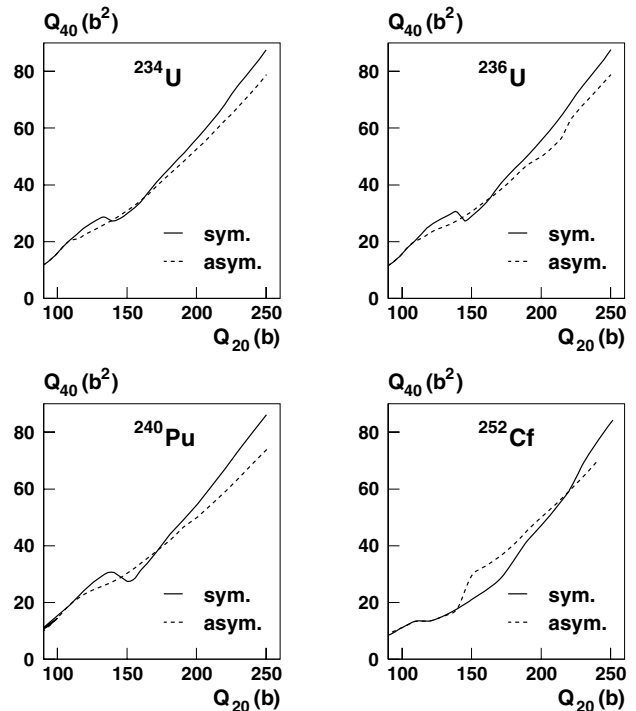 Q₄₀ (b²)
²³⁴U
80
60
40
20
0
sym.
asym.
100 150 200 250
Q₂₀ (b)
Q₄₀ (b²)
²³⁶U
80
60
40
20
0
sym.
asym.
100 150 200 250
Q₂₀ (b)
Q₄₀ (b²)
²⁴⁰Pu
80
60
40
20
0
sym.
asym.
100 150 200 250
Q₂₀ (b)
Q₄₀ (b²)
²⁵²Cf
80
60
40
20
0
sym.
asym.
100 150 200 250
Q₂₀ (b)